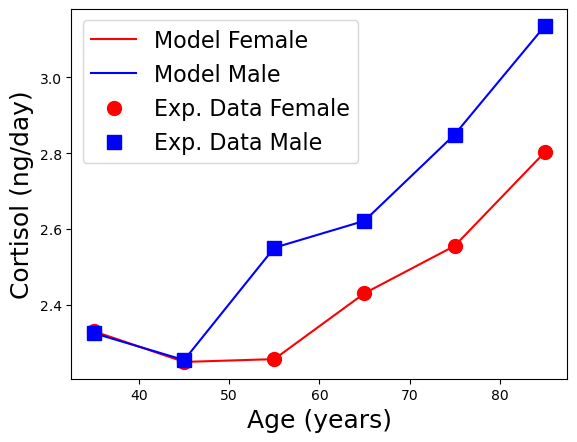 Model Female
Model Male
Exp. Data Female
Exp. Data Male
Cortisol (ng/day)
3.0
2.8
2.6
2.4
40 50 60 70 80
Age (years)